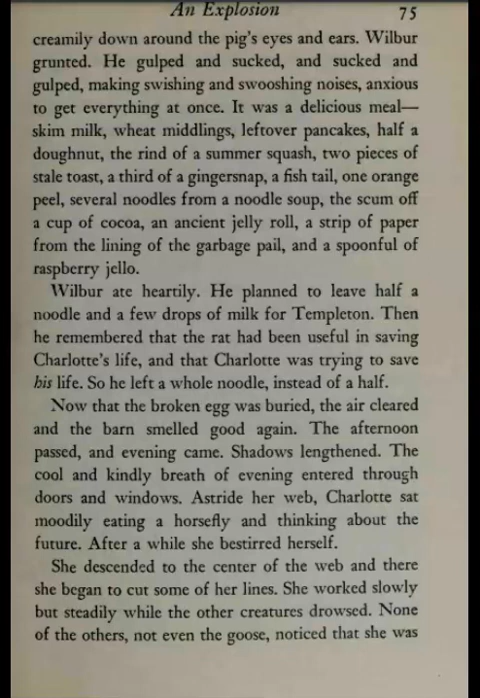 An Explosion 75
creamily down around the pig's eyes and ears. Wilbur
grunted. He gulped and sucked, and sucked and
gulped, making swishing and swooshing noises, anxious
to get everything at once. It was a delicious meal—
skim milk, wheat middlings, leftover pancakes, half a
doughnut, the rind of a summer squash, two pieces of
stale toast, a third of a gingersnap, a fish tail, one orange
peel, several noodles from a noodle soup, the scum off
a cup of cocoa, an ancient jelly roll, a strip of paper
from the lining of the garbage pail, and a spoonful of
raspberry jello.
Wilbur ate heartily. He planned to leave half a
noodle and a few drops of milk for Templeton. Then
he remembered that the rat had been useful in saving
Charlotte's life, and that Charlotte was trying to save
his life. So he left a whole noodle, instead of a half.
Now that the broken egg was buried, the air cleared
and the barn smelled good again. The afternoon
passed, and evening came. Shadows lengthened. The
cool and kindly breath of evening entered through
doors and windows. Astride her web, Charlotte sat
moodily eating a horsefly and thinking about the
future. After a while she bestirred herself.
She descended to the center of the web and there
she began to cut some of her lines. She worked slowly
but steadily while the other creatures drowsed. None
of the others, not even the goose, noticed that she was